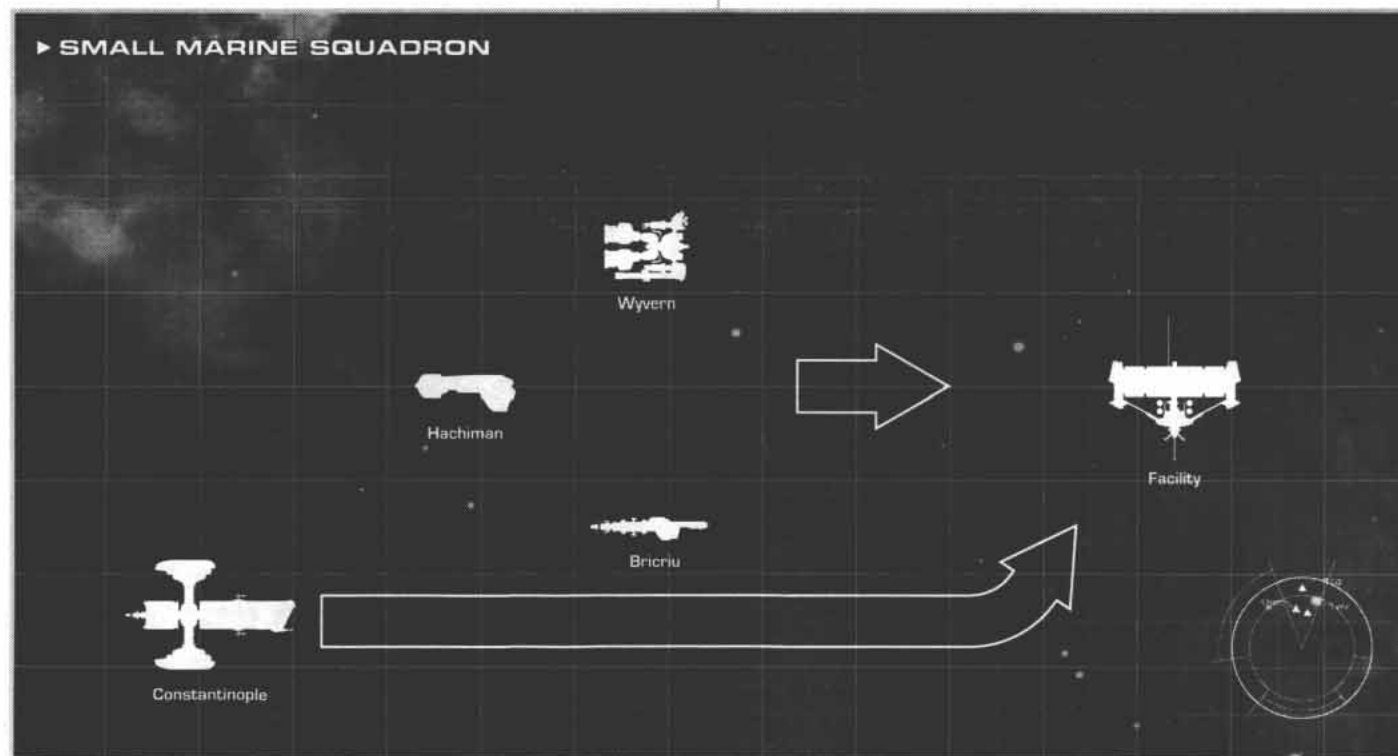 SMALL MARINE SQUADRON
Wyvern
Hachiman
Facility
Bricriu
Constantinople